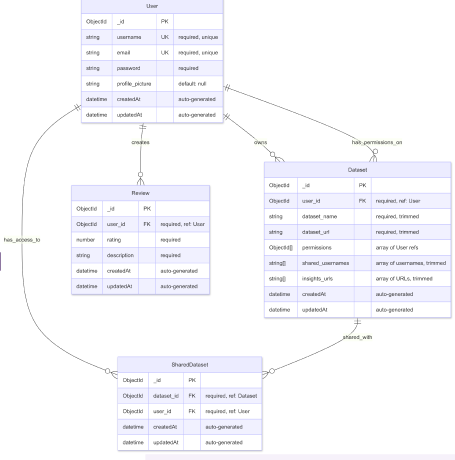 User
ObjectId _id PK
string username UK required, unique
string email UK required, unique
string password required
string profile_picture default: null
datetime createdAt auto-generated
datetime updatedAt auto-generated
creates
owns
has_permissions_on
Dataset
ObjectId _id PK
ObjectId user_id FK required, ref: User
string dataset_name required, trimmed
string dataset_url required, trimmed
ObjectId[] permissions array of User refs
string[] shared_usernames array of usernames, trimmed
string[] insights_urls array of URLs, trimmed
datetime createdAt auto-generated
datetime updatedAt auto-generated
Review
ObjectId _id PK
ObjectId user_id FK required, ref: User
number rating required
string description required
datetime createdAt auto-generated
datetime updatedAt auto-generated
has_access_to
shared_with
SharedDataset
ObjectId _id PK
ObjectId dataset_id FK required, ref: Dataset
ObjectId user_id FK required, ref: User
datetime createdAt auto-generated
datetime updatedAt auto-generated